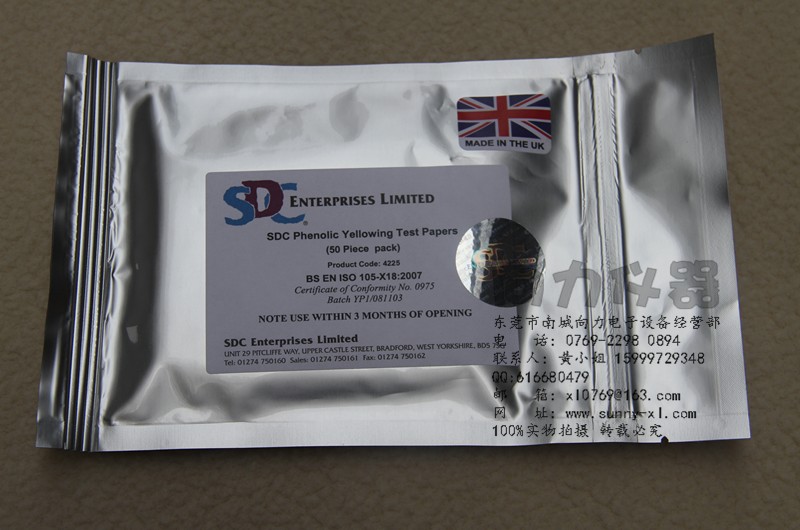 MADE IN THE UK
SDC ENTERPRISES LIMITED
®
SDC Phenolic Yellowing Test Papers
(50 Piece pack)
Product Code: 4225
BS EN ISO 105-X18:2007
Certificate of Conformity No. 0975
Batch YP1/081103
NOTE USE WITHIN 3 MONTHS OF OPENING
SDC Enterprises Limited
UNIT 29 PITCLIFFE WAY, UPPER CASTLE STREET, BRADFORD, WEST YORKSHIRE, BD5
Tel: 01274 750160 Sales: 01274 750161 Fax: 01274 750162
向力仪器
东莞市南城向力电子设备经营部
电 话: 0769-2298 0894
联系人: 黄小姐 15999729348
QQ:616680479
邮 箱: xl0769@163.com
网 址: www.sunny-xl.com
100%实物拍摄 转载必究